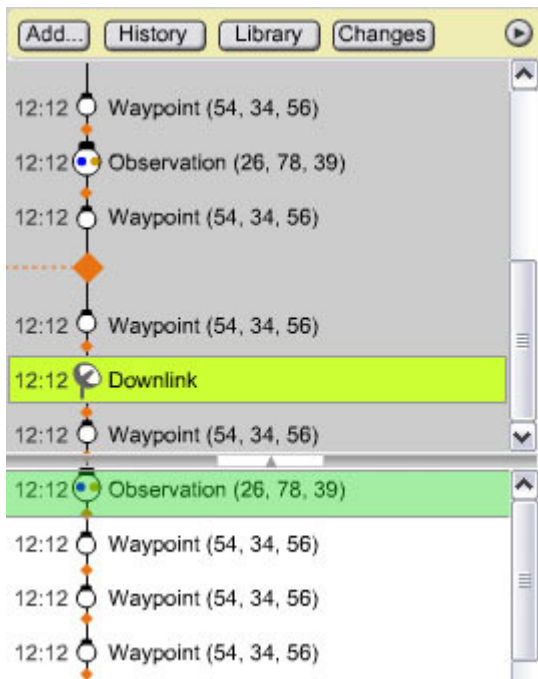 Add... History Library Changes
12:12 Waypoint (54, 34, 56)
12:12 Observation (26, 78, 39)
12:12 Waypoint (54, 34, 56)
12:12 Waypoint (54, 34, 56)
12:12 Downlink
12:12 Waypoint (54, 34, 56)
12:12 Observation (26, 78, 39)
12:12 Waypoint (54, 34, 56)
12:12 Waypoint (54, 34, 56)
12:12 Waypoint (54, 34, 56)